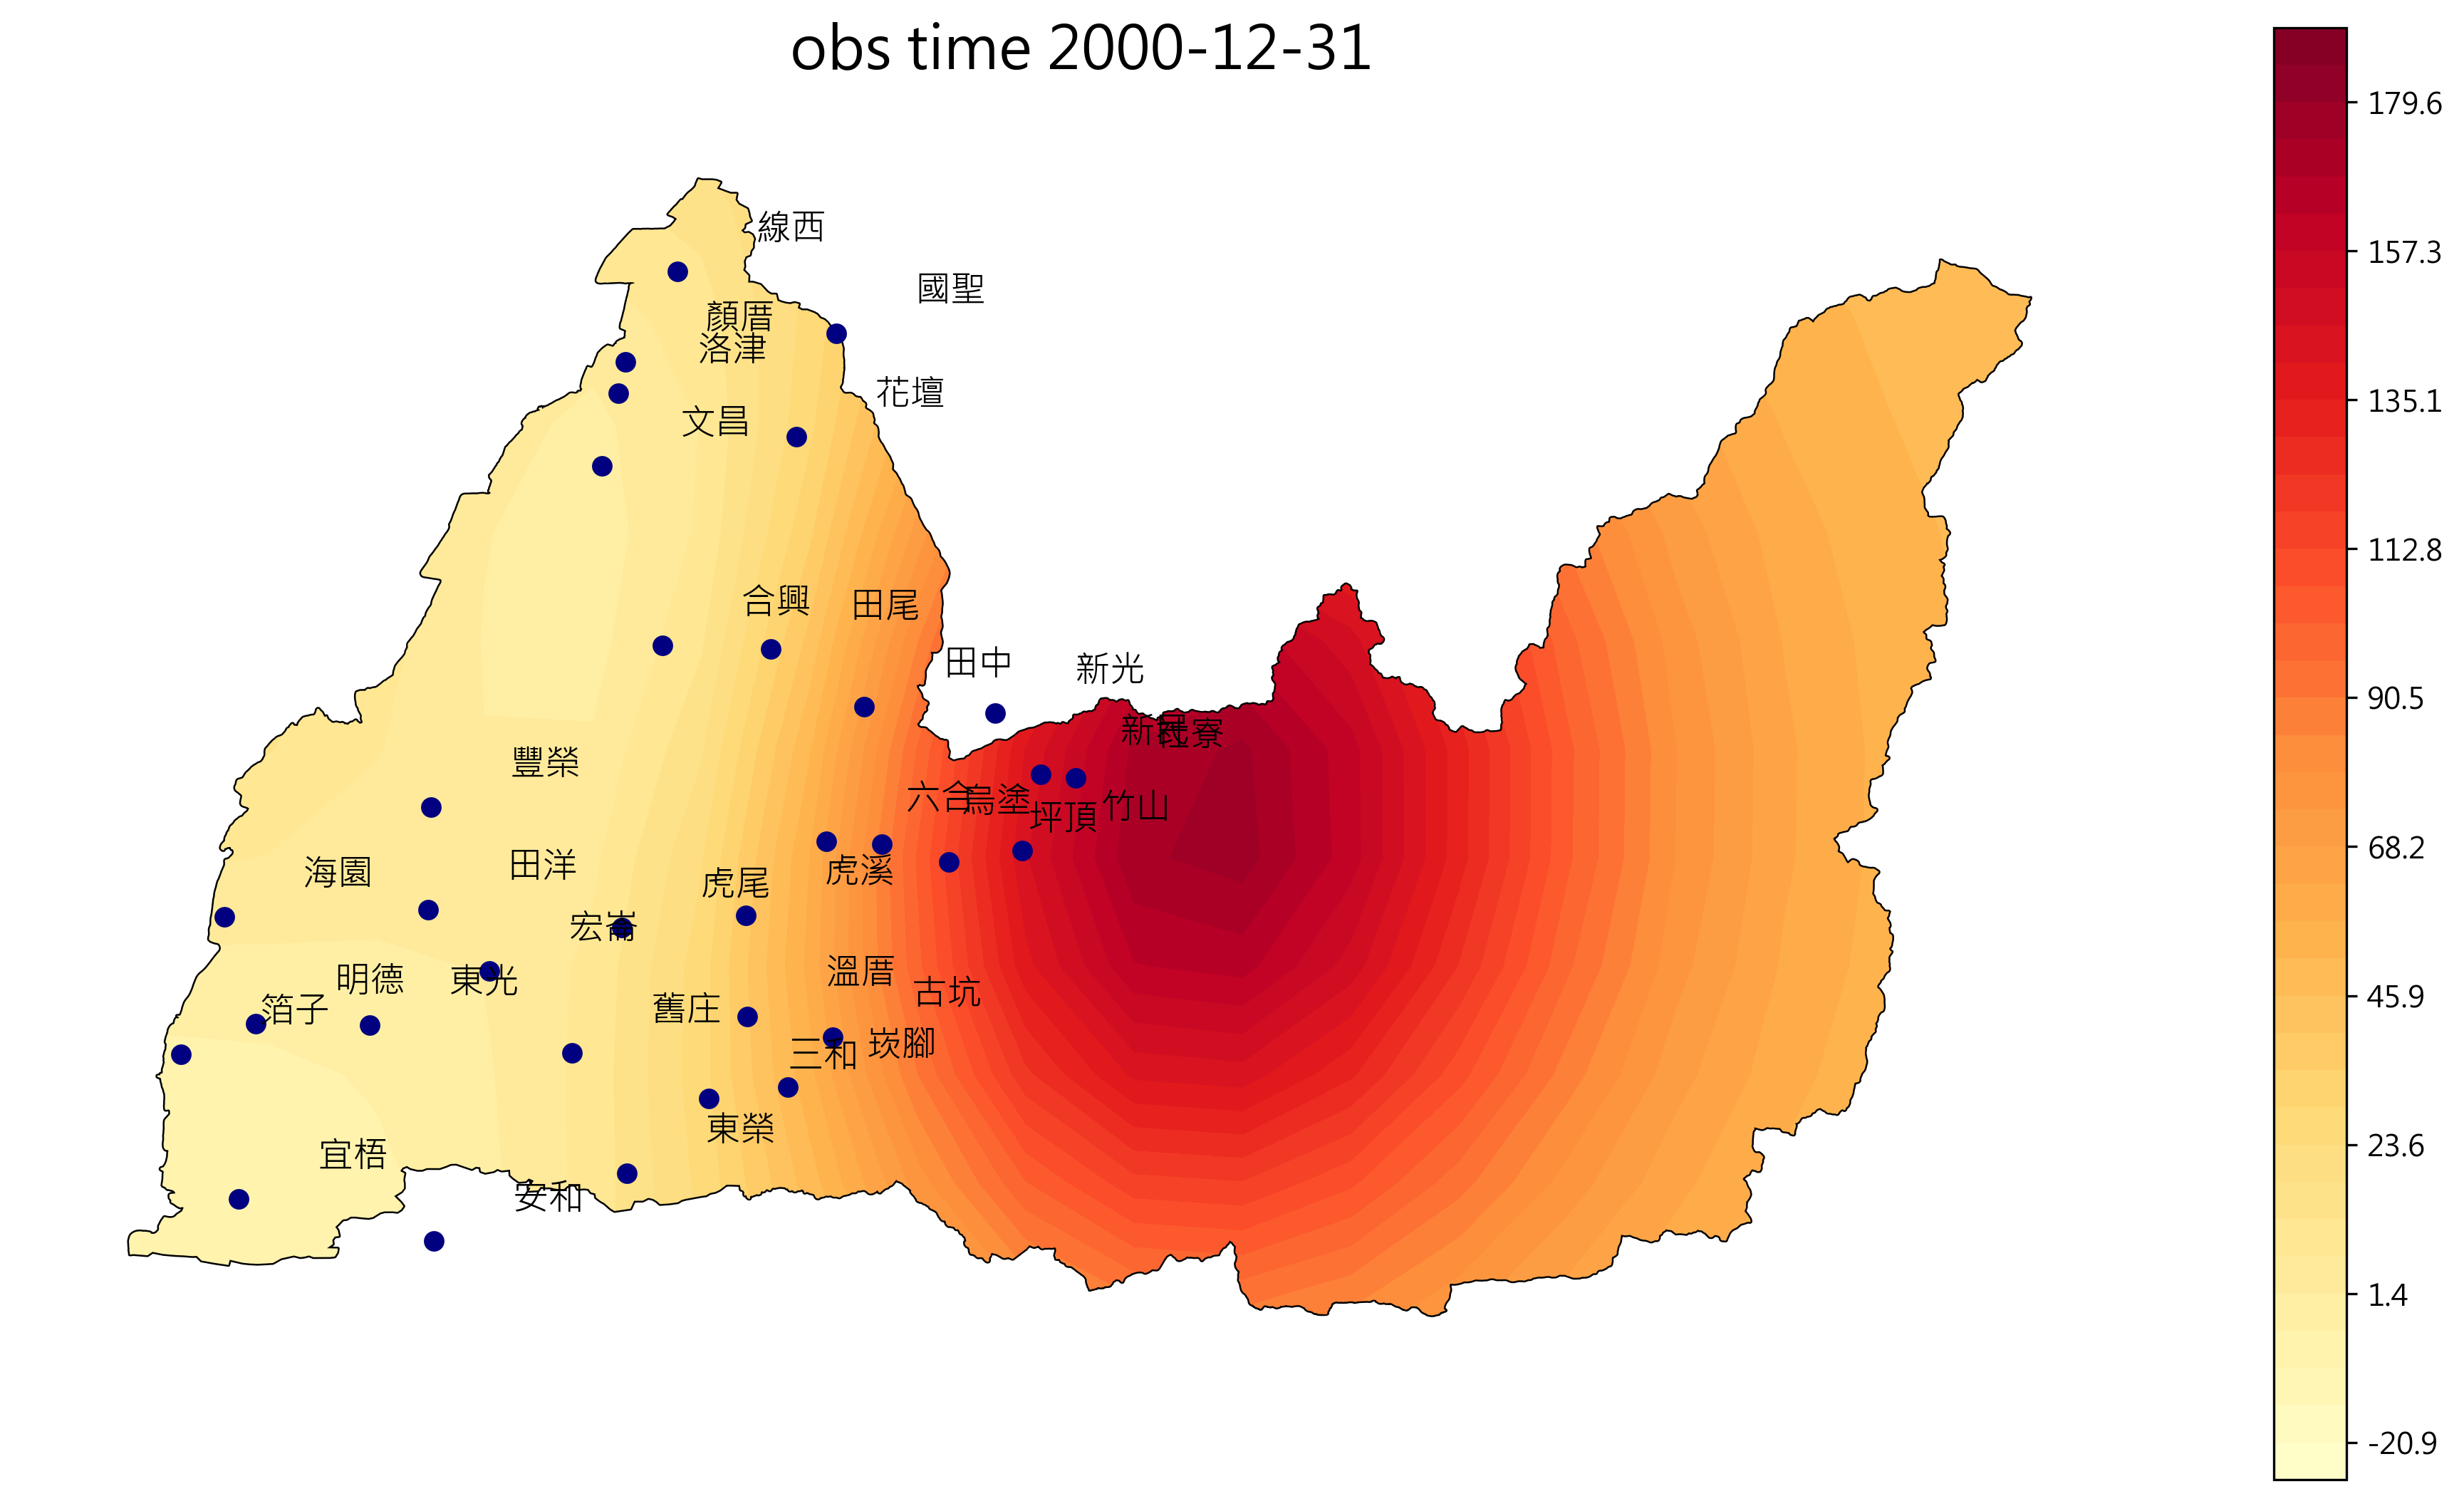 obs time 2000-12-31
線西
國聖
顏厝
洛津
花壇
文昌
合興
田尾
田中
新光
新民
社寮
豐榮
六合
烏塗
坪頂
竹山
海園
田洋
虎尾
虎溪
宏崙
明德
東光
溫厝
古坑
箔子
舊庄
三和
崁腳
東榮
宜梧
安和
179.6
157.3
135.1
112.8
90.5
68.2
45.9
23.6
1.4
-20.9